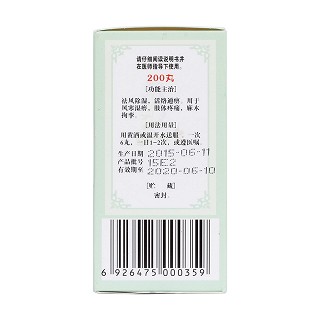 请仔细阅读说明书并
在医师指导下使用。
200丸
[功能主治]
祛风除湿，活络通痹。用于
风寒湿痹，肢体疼痛，麻木
拘挛。
[用法用量]
用黄酒或温开水送服，一次
6丸，一日1~2次，或遵医嘱。
生产日期 2015-06-11
产品批号 15E2
有效期至 2020-06-10
[贮 藏]
密封。
6 926475 000359